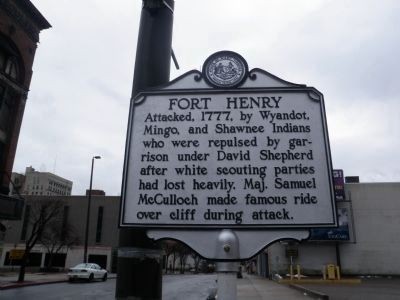 FORT HENRY
Attacked, 1777, by Wyandot,
Mingo, and Shawnee Indians
who were repulsed by gar-
rison under David Shepherd
after white scouting parties
had lost heavily. Maj. Samuel
McCulloch made famous ride
over cliff during attack.